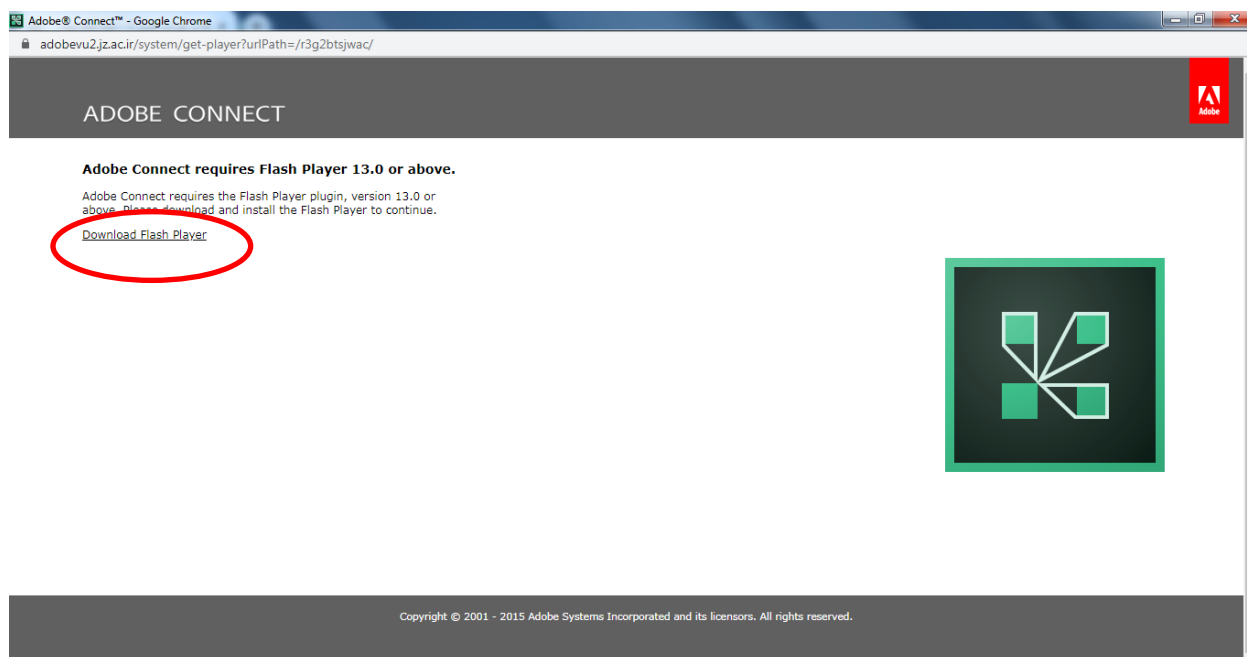 Adobe® Connect™ - Google Chrome
adobevu2.jz.ac.ir/system/get-player?urlPath=/r3g2btsjwac/
ADOBE CONNECT
Adobe
Adobe Connect requires Flash Player 13.0 or above.
Adobe Connect requires the Flash Player plugin, version 13.0 or
above. Please download and install the Flash Player to continue.
Download Flash Player
Copyright © 2001 - 2015 Adobe Systems Incorporated and its licensors. All rights reserved.